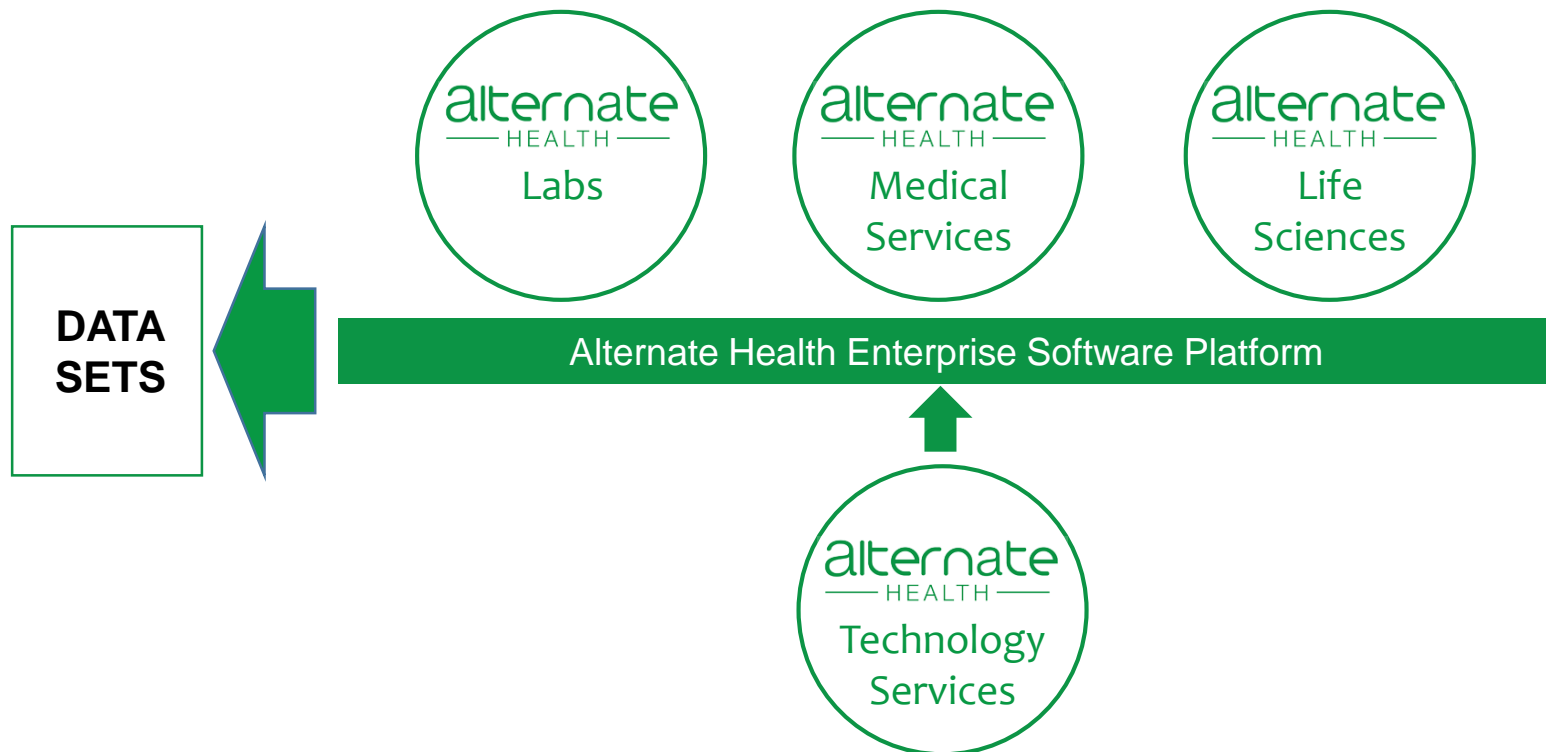 alternate
HEALTH
Labs
alternate
HEALTH
Medical
Services
alternate
HEALTH
Life
Sciences
DATA
SETS
Alternate Health Enterprise Software Platform
alternate
HEALTH
Technology
Services